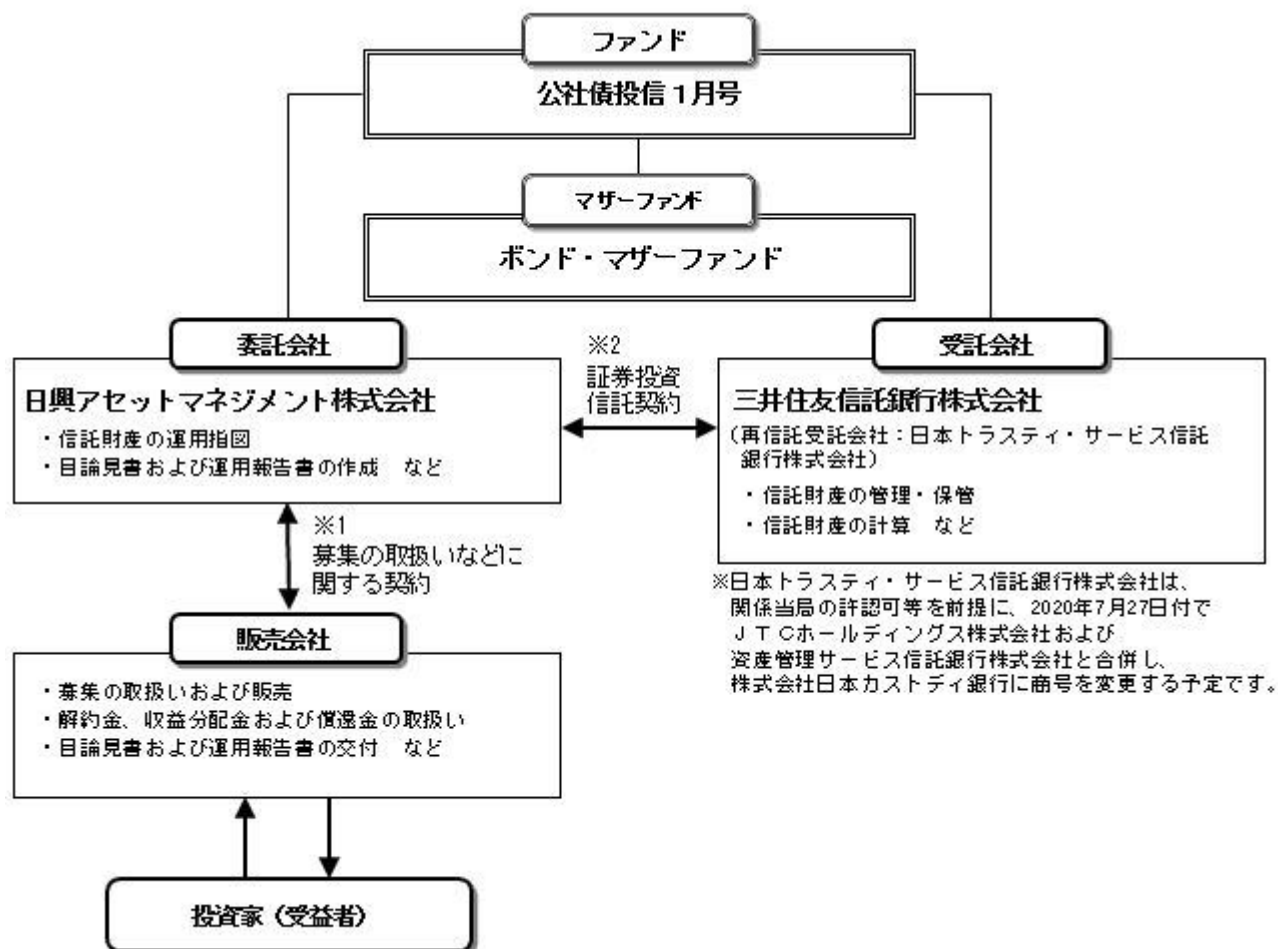 ファンド
公社債投信1月号
マザーファンド
ボンド・マザーファンド
委託会社
日興アセットマネジメント株式会社
・信託財産の運用指図
・目論見書および運用報告書の作成　など
※2
証券投資
信託契約
受託会社
三井住友信託銀行株式会社
（再信託受託会社：日本トラスティ・サービス信託
銀行株式会社）
・信託財産の管理・保管
・信託財産の計算　など
※1
募集の取扱いなどに
関する契約
※日本トラスティ・サービス信託銀行株式会社は、
関係当局の許認可等を前提に、2020年7月27日付で
ＪＴＣホールディングス株式会社および
資産管理サービス信託銀行株式会社と合併し、
株式会社日本カストディ銀行に商号を変更する予定です。
販売会社
・募集の取扱いおよび販売
・解約金、収益分配金および償還金の取扱い
・目論見書および運用報告書の交付　など
投資家（受益者）